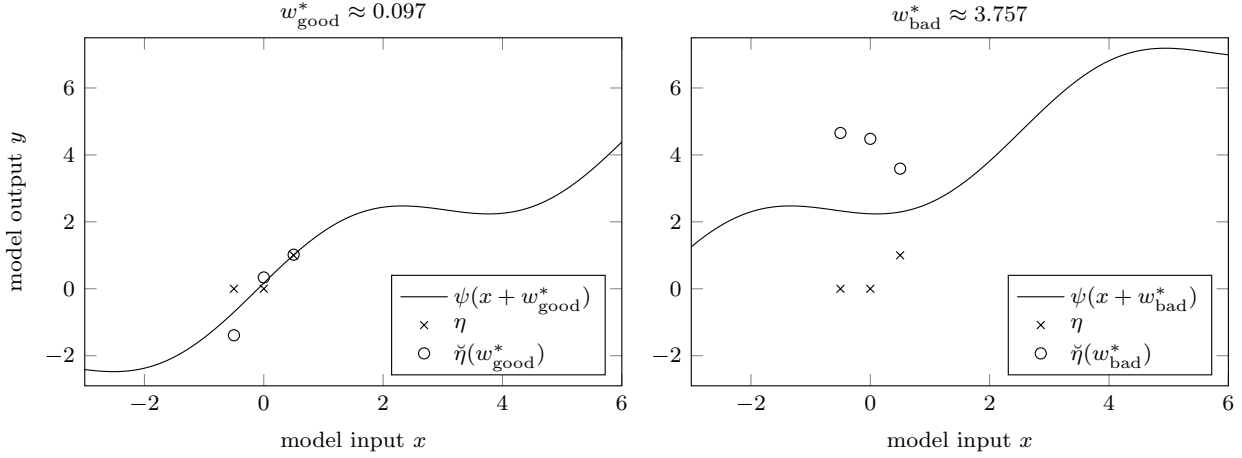 w*good ≈ 0.097
6
4
2
0
−2
−2 0 2 4 6
model output y
model input x
ψ(x + w*good)
η
η̆(w*good)
w*bad ≈ 3.757
6
4
2
0
−2
−2 0 2 4 6
model input x
ψ(x + w*bad)
η
η̆(w*bad)